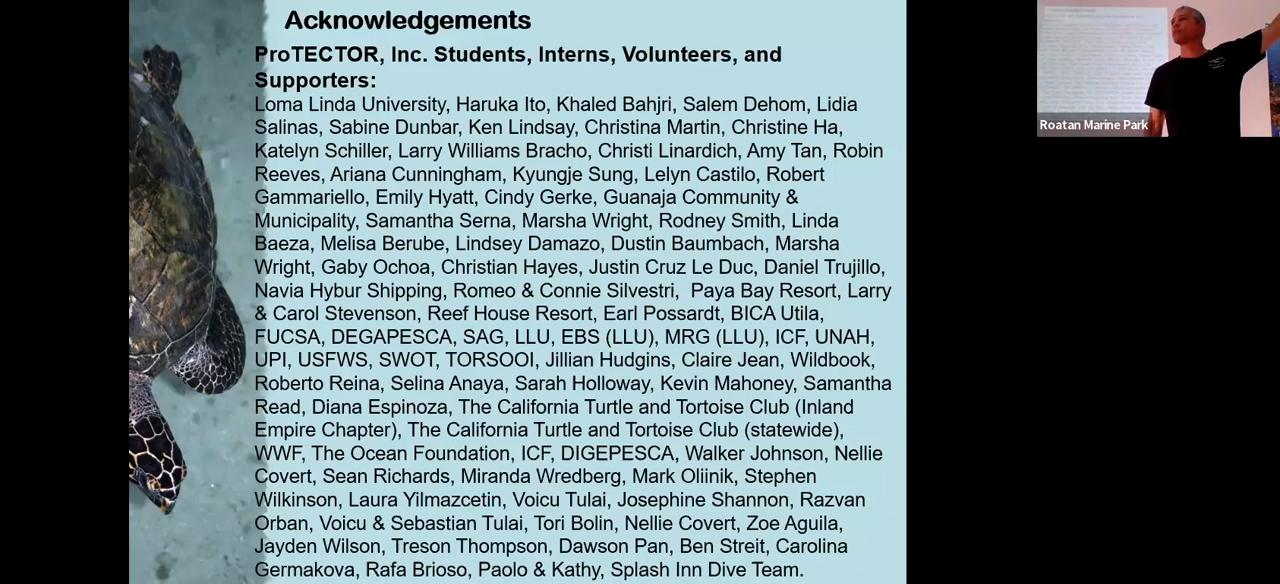 Acknowledgements
ProTECTOR, Inc. Students, Interns, Volunteers, and
Supporters:
Loma Linda University, Haruka Ito, Khaled Bahjri, Salem Dehom, Lidia
Salinas, Sabine Dunbar, Ken Lindsay, Christina Martin, Christine Ha,
Katelyn Schiller, Larry Williams Bracho, Christi Linardich, Amy Tan, Robin
Reeves, Ariana Cunningham, Kyungje Sung, Lelyn Castilo, Robert
Gammariello, Emily Hyatt, Cindy Gerke, Guanaja Community &
Municipality, Samantha Serna, Marsha Wright, Rodney Smith, Linda
Baeza, Melisa Berube, Lindsey Damazo, Dustin Baumbach, Marsha
Wright, Gaby Ochoa, Christian Hayes, Justin Cruz Le Duc, Daniel Trujillo,
Navia Hybur Shipping, Romeo & Connie Silvestri,  Paya Bay Resort, Larry
& Carol Stevenson, Reef House Resort, Earl Possardt, BICA Utila,
FUCSA, DEGAPESCA, SAG, LLU, EBS (LLU), MRG (LLU), ICF, UNAH,
UPI, USFWS, SWOT, TORSOOI, Jillian Hudgins, Claire Jean, Wildbook,
Roberto Reina, Selina Anaya, Sarah Holloway, Kevin Mahoney, Samantha
Read, Diana Espinoza, The California Turtle and Tortoise Club (Inland
Empire Chapter), The California Turtle and Tortoise Club (statewide),
WWF, The Ocean Foundation, ICF, DIGEPESCA, Walker Johnson, Nellie
Covert, Sean Richards, Miranda Wredberg, Mark Oliinik, Stephen
Wilkinson, Laura Yilmazcetin, Voicu Tulai, Josephine Shannon, Razvan
Orban, Voicu & Sebastian Tulai, Tori Bolin, Nellie Covert, Zoe Aguila,
Jayden Wilson, Treson Thompson, Dawson Pan, Ben Streit, Carolina
Germakova, Rafa Brioso, Paolo & Kathy, Splash Inn Dive Team.
Roatan Marine Park